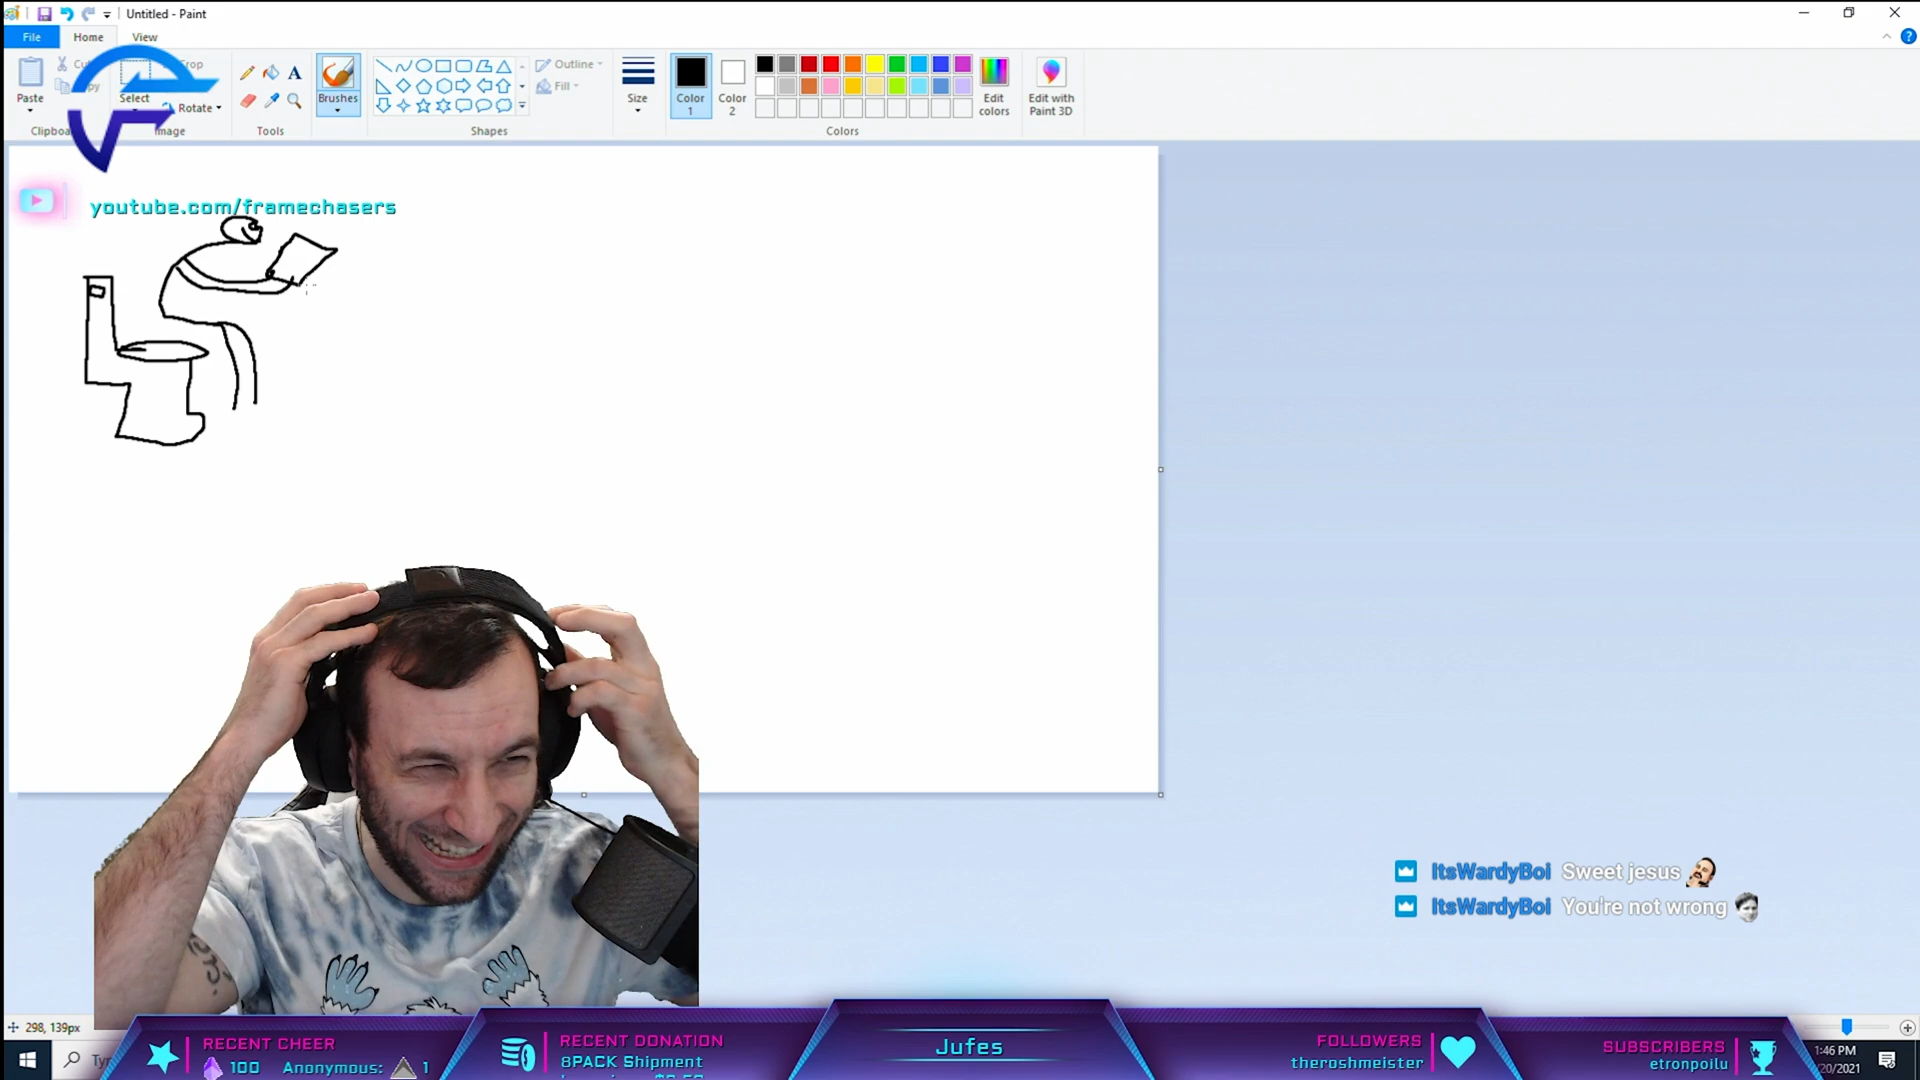 Untitled - Paint
File
Home
View
Paste
Select
Rotate
Brushes
Outline
Fill
Size
Color
1
Color
2
Edit
colors
Edit with
Paint 3D
Tools
Shapes
Colors
youtube.com/framechasers
ItsWardyBoi Sweet jesus
ItsWardyBoi You're not wrong
298, 139px
RECENT CHEER
100 Anonymous: 1
RECENT DONATION
8PACK Shipment
Jufes
FOLLOWERS
theroshmeister
SUBSCRIBERS
etronpoilu
1:46 PM